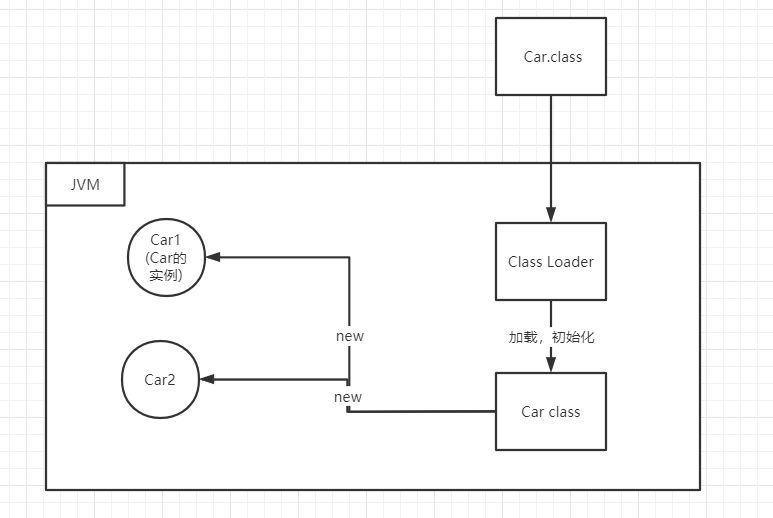 Car.class
JVM
Car1
(Car的
实例)
Class Loader
new
加载，初始化
Car2
new
Car class